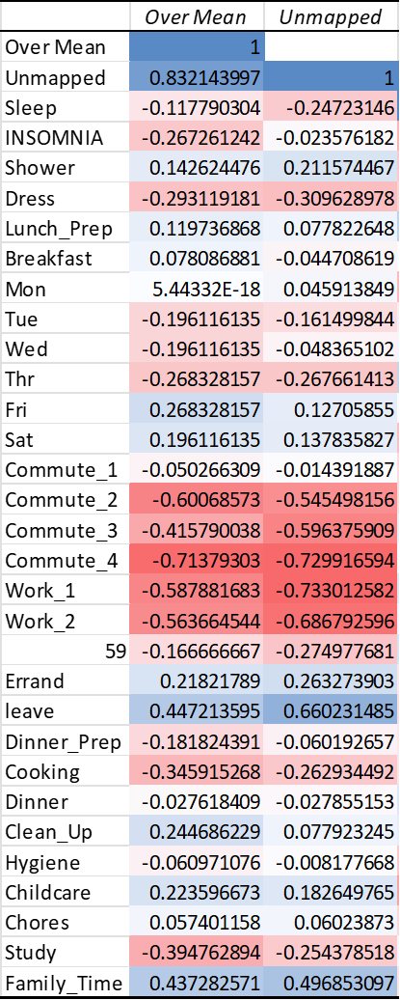 Over Mean Unmapped
Over Mean 1
Unmapped 0.832143997 1
Sleep -0.117790304 -0.24723146
INSOMNIA -0.267261242 -0.023576182
Shower 0.142624476 0.211574467
Dress -0.293119181 -0.309628978
Lunch_Prep 0.119736868 0.077822648
Breakfast 0.078086881 -0.044708619
Mon 5.44332E-18 0.045913849
Tue -0.196116135 -0.161499844
Wed -0.196116135 -0.048365102
Thr -0.268328157 -0.267661413
Fri 0.268328157 0.12705855
Sat 0.196116135 0.137835827
Commute_1 -0.050266309 -0.014391887
Commute_2 -0.60068573 -0.545498156
Commute_3 -0.415790038 -0.596375909
Commute_4 -0.71379303 -0.729916594
Work_1 -0.587881683 -0.733012582
Work_2 -0.563664544 -0.686792596
59 -0.166666667 -0.274977681
Errand 0.21821789 0.263273903
leave 0.447213595 0.660231485
Dinner_Prep -0.181824391 -0.060192657
Cooking -0.345915268 -0.262934492
Dinner -0.027618409 -0.027855153
Clean_Up 0.244686229 0.077923245
Hygiene -0.060971076 -0.008177668
Childcare 0.223596673 0.182649765
Chores 0.057401158 0.06023873
Study -0.394762894 -0.254378518
Family_Time 0.437282571 0.496853097